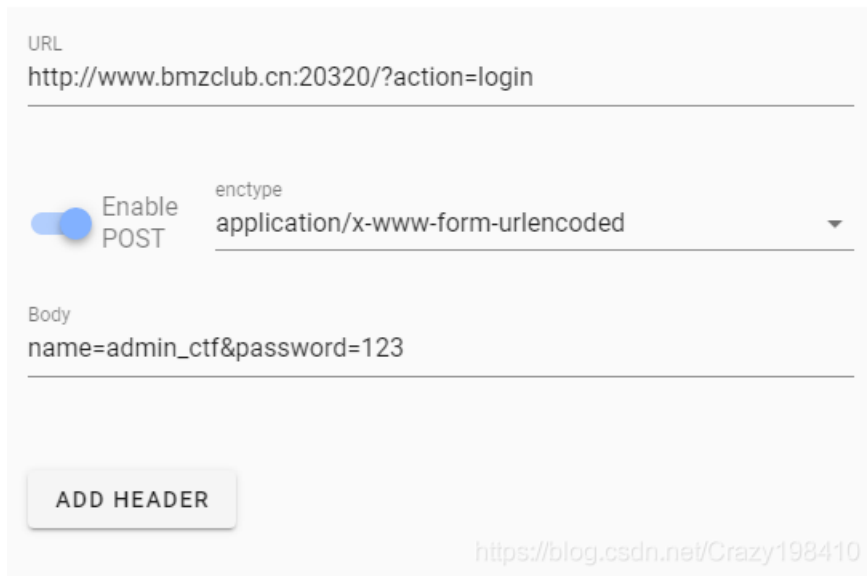 URL
http://www.bmzclub.cn:20320/?action=login
Enable
POST
enctype
application/x-www-form-urlencoded
Body
name=admin_ctf&password=123
ADD HEADER
https://blog.csdn.net/Crazy198410